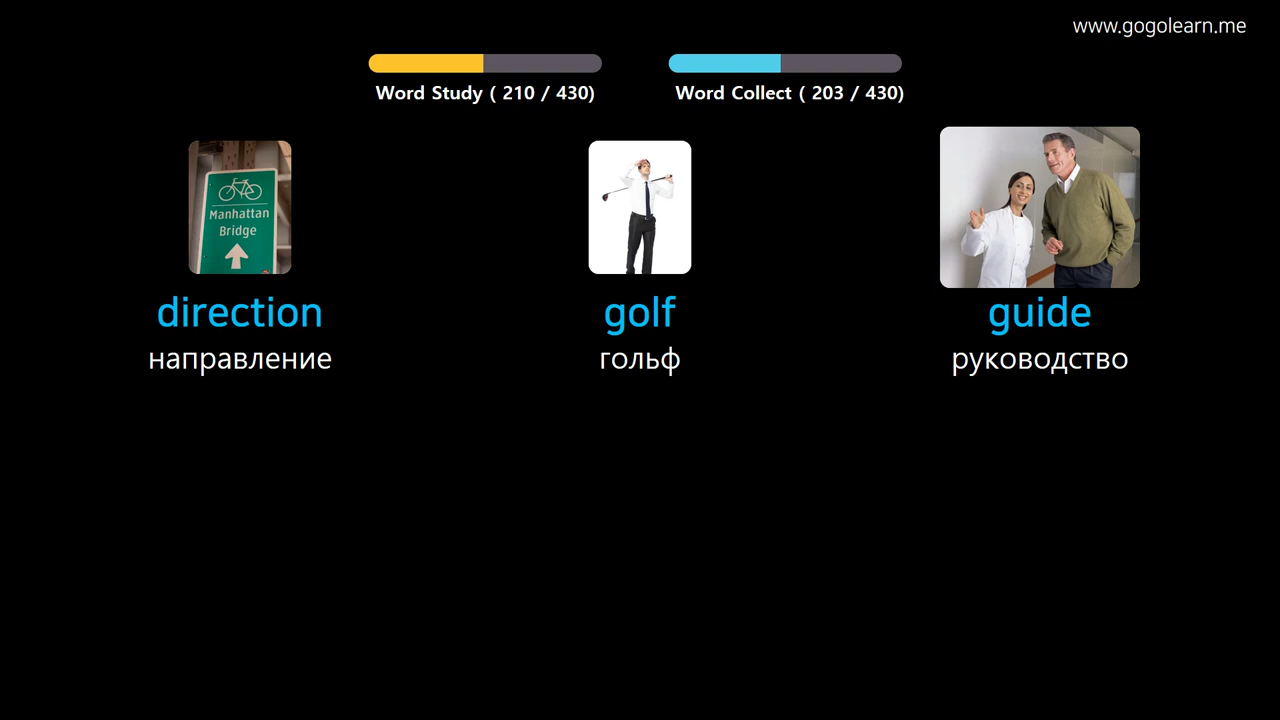 www.gogolearn.me
Word Study ( 210 / 430)
Word Collect ( 203 / 430)
Manhattan
Bridge
direction
направление
golf
гольф
guide
руководство